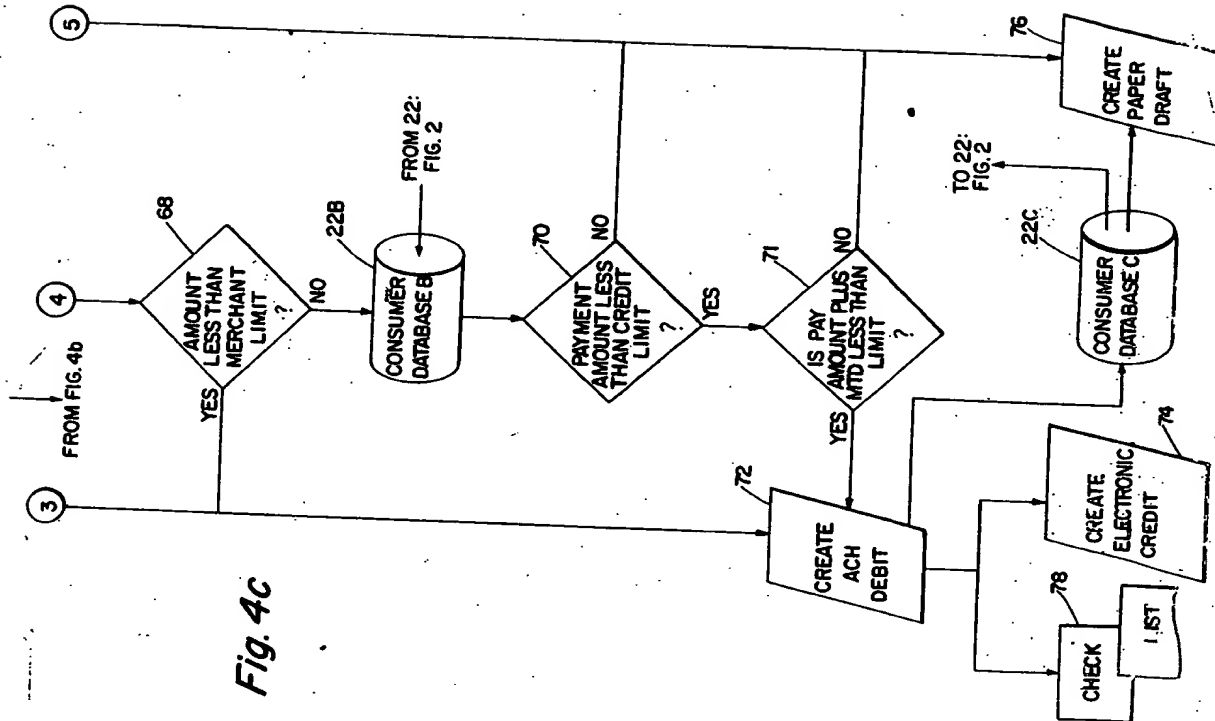 FROM FIG. 4b
3
4
5
68
AMOUNT
LESS THAN
MERCHANT
LIMIT
?
YES
NO
22B
CONSUMER
DATABASE B
FROM 22:
FIG. 2
70
PAYMENT
AMOUNT LESS
THAN CREDIT
LIMIT
?
NO
YES
71
IS PAY
AMOUNT PLUS
MTD LESS THAN
LIMIT
?
YES
NO
72
CREATE
ACH
DEBIT
TO 22:
FIG. 2
22C
CONSUMER
DATABASE C
76
CREATE
PAPER
DRAFT
74
CREATE
ELECTRONIC
CREDIT
78
CHECK
LIST
Fig. 4c